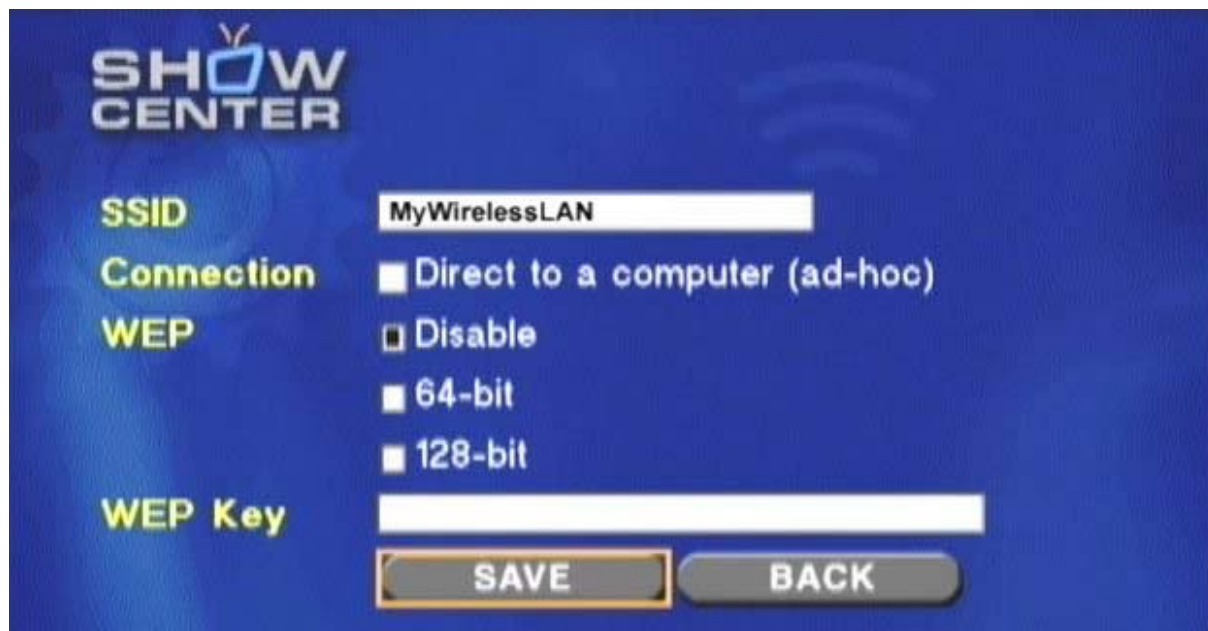 SHOW
CENTER
SSID MyWirelessLAN
Connection Direct to a computer (ad-hoc)
WEP Disable
64-bit
128-bit
WEP Key
SAVE BACK